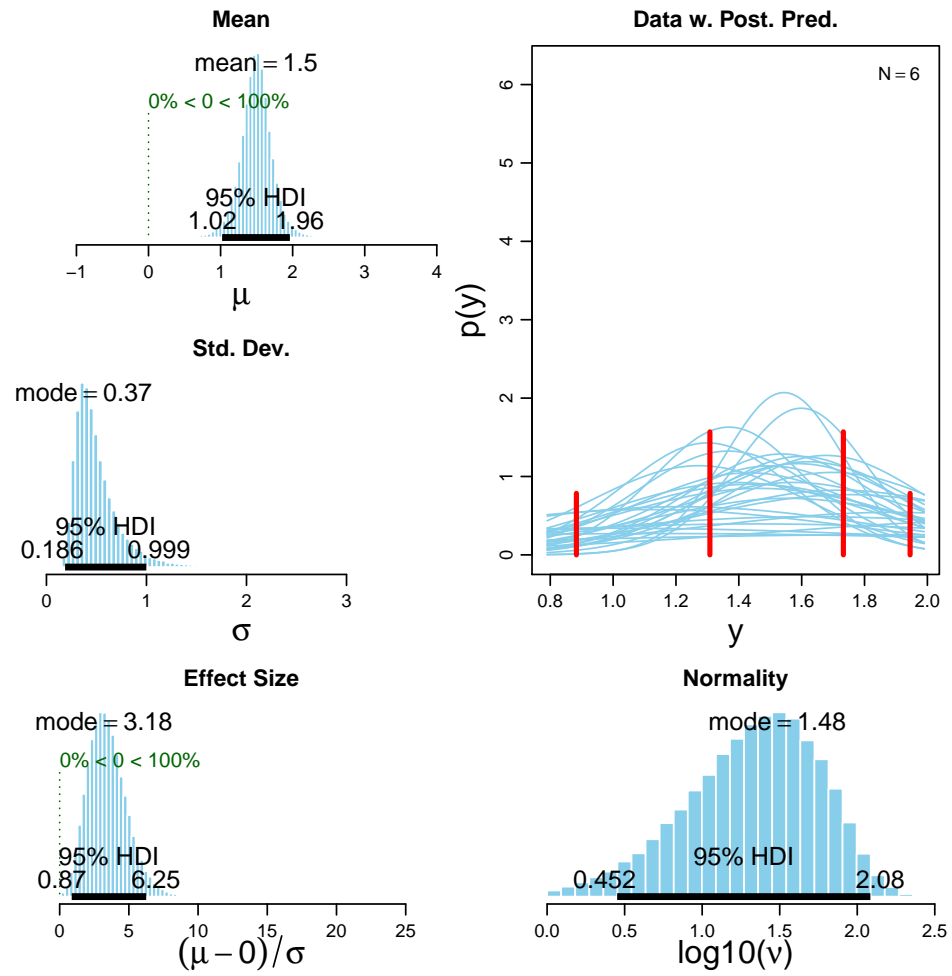 Mean
mean = 1.5
0% < 0 < 100%
95% HDI
1.02 1.96
−1 0 1 2 3 4
μ
Data w. Post. Pred.
N = 6
6
5
4
3
2
1
0
p(y)
0.8 1.0 1.2 1.4 1.6 1.8 2.0
y
Std. Dev.
mode = 0.37
95% HDI
0.186 0.999
0 1 2 3
σ
Effect Size
mode = 3.18
0% < 0 < 100%
95% HDI
0.87 6.25
0 5 10 15 20 25
(μ − 0)/σ
Normality
mode = 1.48
95% HDI
0.452 2.08
0.0 0.5 1.0 1.5 2.0 2.5
log10(ν)